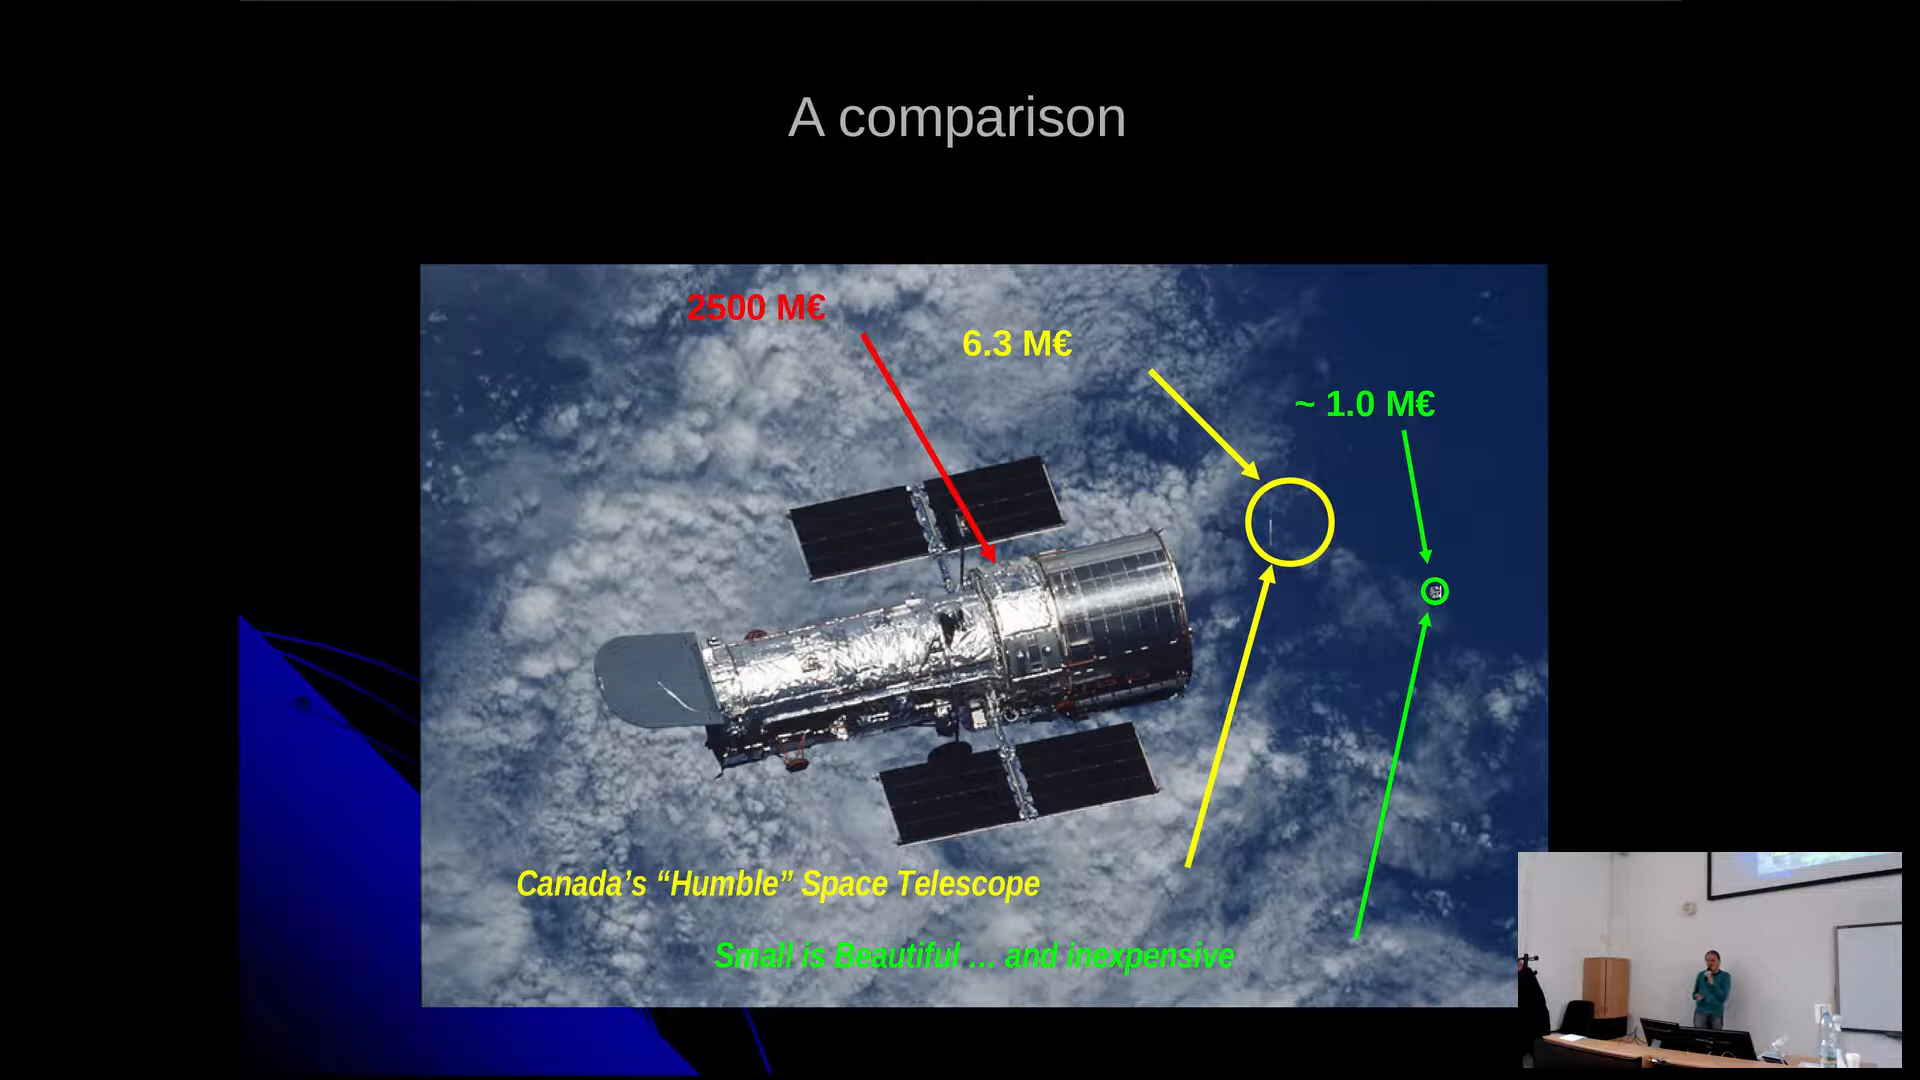 A comparison
2500 M€
6.3 M€
~ 1.0 M€
Canada’s “Humble” Space Telescope
Small is Beautiful … and inexpensive